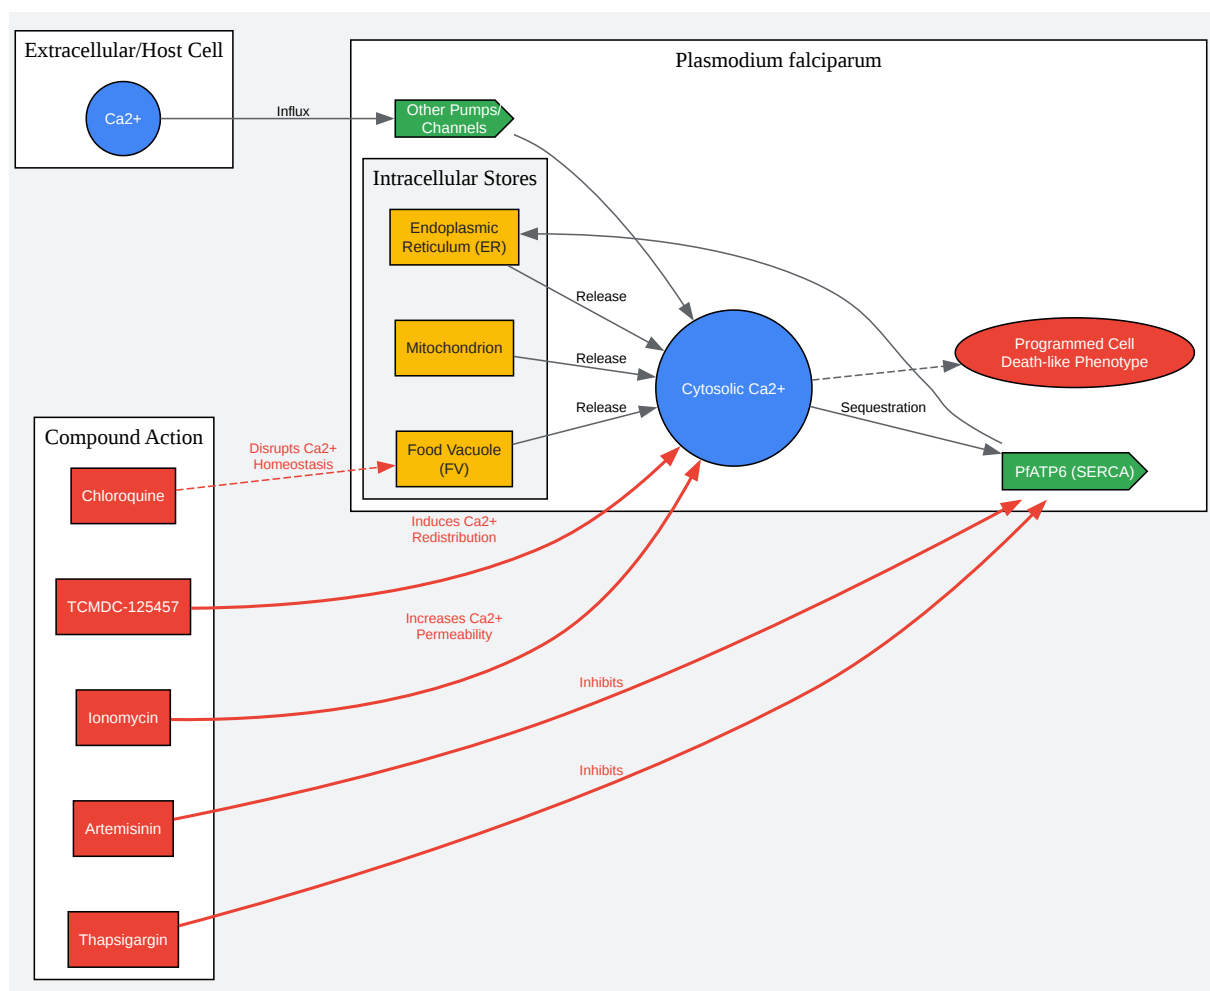 Extracellular/Host Cell
Ca2+
Influx
Plasmodium falciparum
Other Pumps/
Channels
Intracellular Stores
Endoplasmic
Reticulum (ER)
Release
Mitochondrion
Release
Food Vacuole
(FV)
Release
Cytosolic Ca2+
Programmed Cell
Death-like Phenotype
Sequestration
PfATP6 (SERCA)
Compound Action
Disrupts Ca2+
Homeostasis
Chloroquine
Induces Ca2+
Redistribution
TCMDC-125457
Increases Ca2+
Permeability
Ionomycin
Inhibits
Artemisinin
Inhibits
Thapsigargin